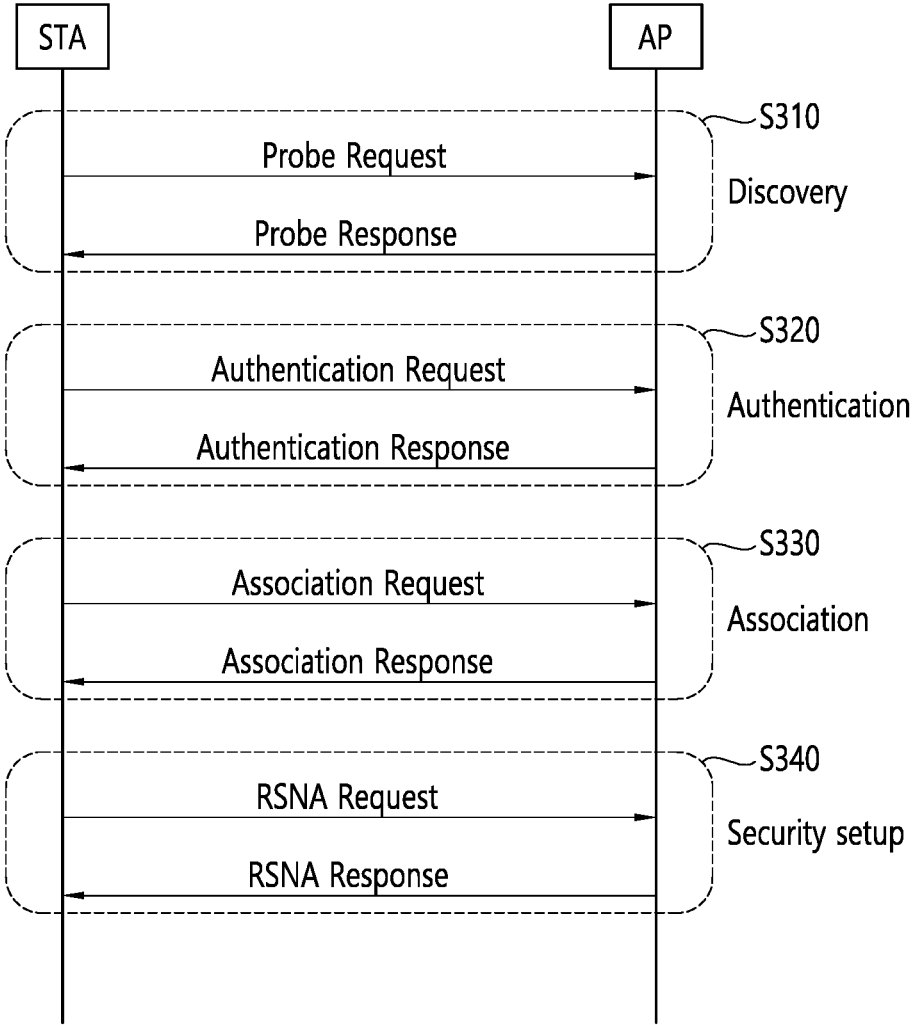 STA
AP
S310
Probe Request
Discovery
Probe Response
S320
Authentication Request
Authentication
Authentication Response
S330
Association Request
Association
Association Response
S340
RSNA Request
Security setup
RSNA Response